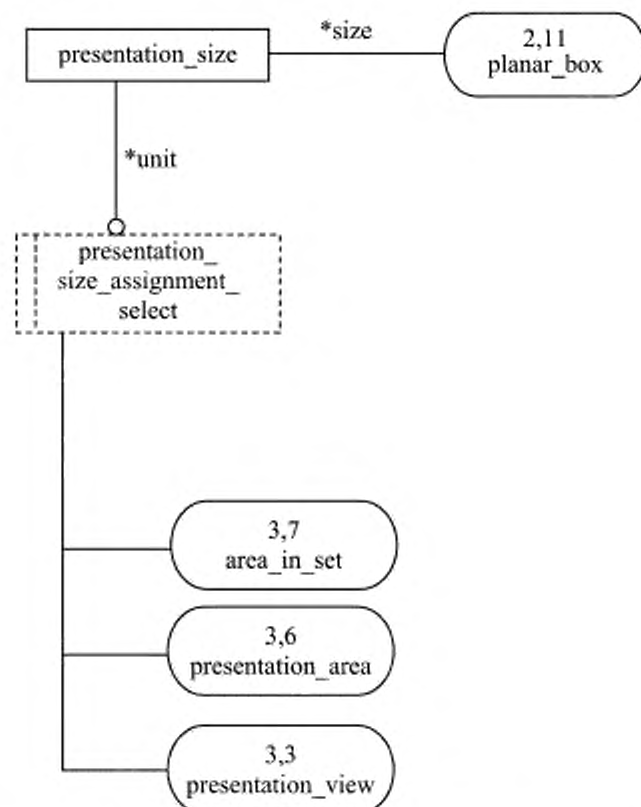 presentation_size
*size
2,11
planar_box
*unit
presentation_
size_assignment_
select
3,7
area_in_set
3,6
presentation_area
3,3
presentation_view